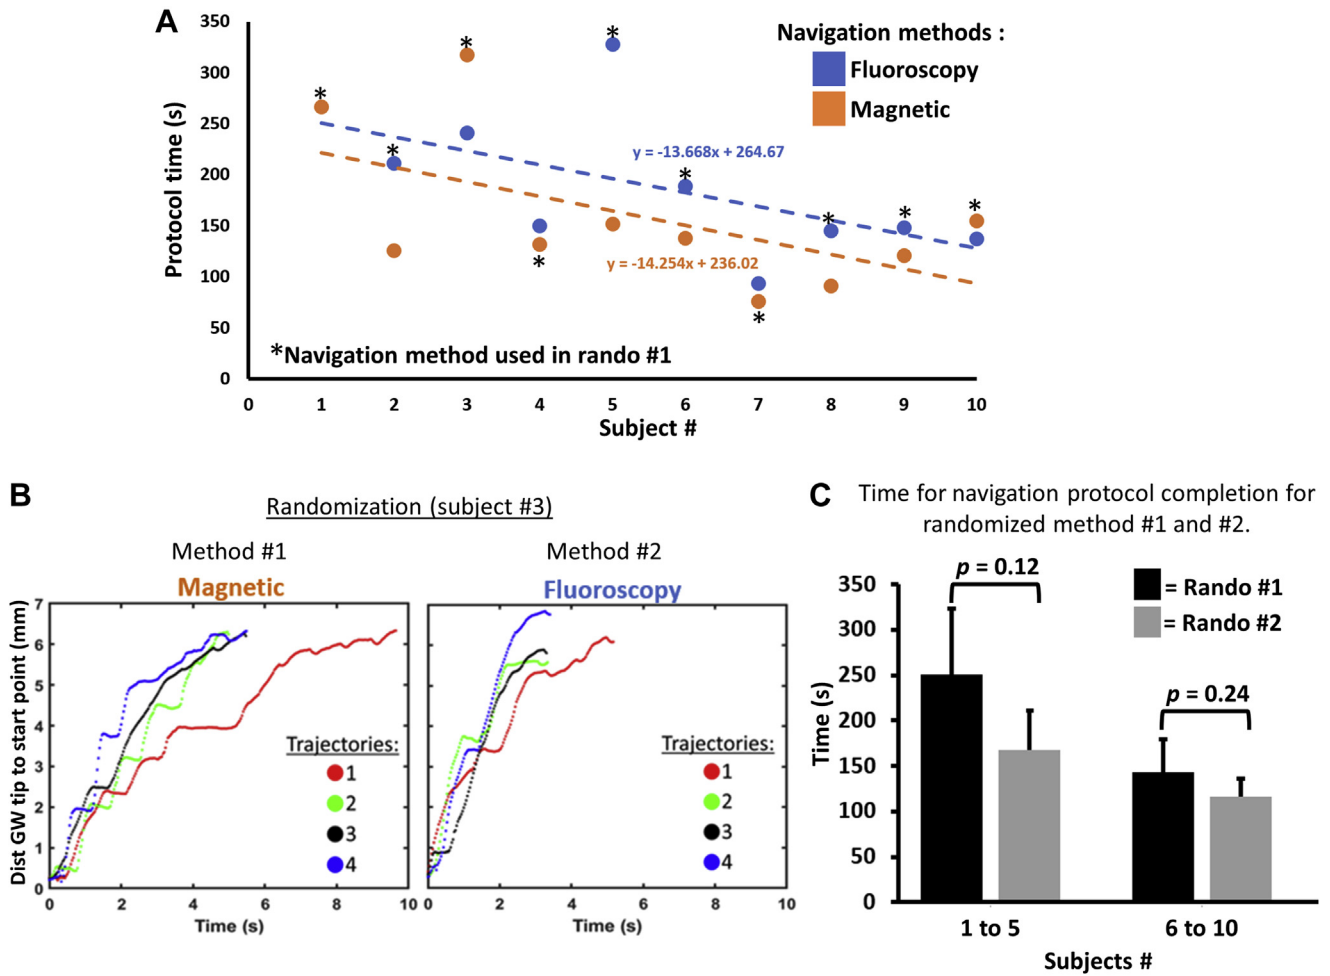 A
350
300
250
200
150
100
50
0
Protocol time (s)
Navigation methods :
Fluoroscopy
Magnetic
*
*
*
*
*
*
*
*
*
*
y = -13.668x + 264.67
y = -14.254x + 236.02
*Navigation method used in rando #1
0 1 2 3 4 5 6 7 8 9 10
Subject #
B
Randomization (subject #3)
Method #1
Magnetic
Method #2
Fluoroscopy
Dist GW tip to start point (mm)
7
6
5
4
3
2
1
0
Trajectories:
1
2
3
4
0 2 4 6 8 10
Time (s)
Trajectories:
1
2
3
4
0 2 4 6 8 10
Time (s)
C
Time for navigation protocol completion for
randomized method #1 and #2.
350
300
250
200
150
100
50
0
Time (s)
p = 0.12
p = 0.24
= Rando #1
= Rando #2
1 to 5 6 to 10
Subjects #